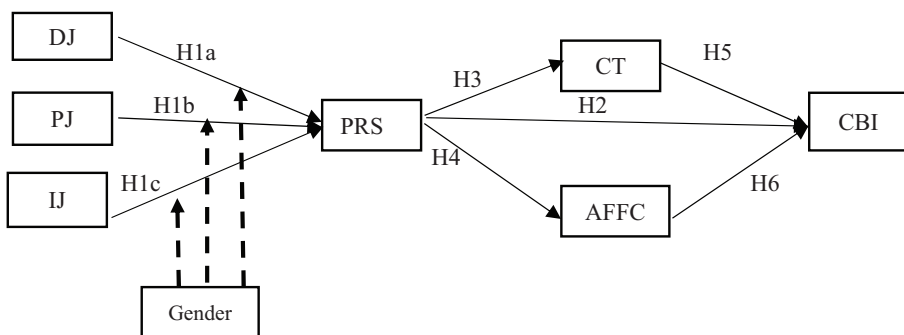 DJ
H1a
PJ
H1b
IJ
H1c
Gender
PRS
H3
CT
H5
H2
H4
AFFC
H6
CBI